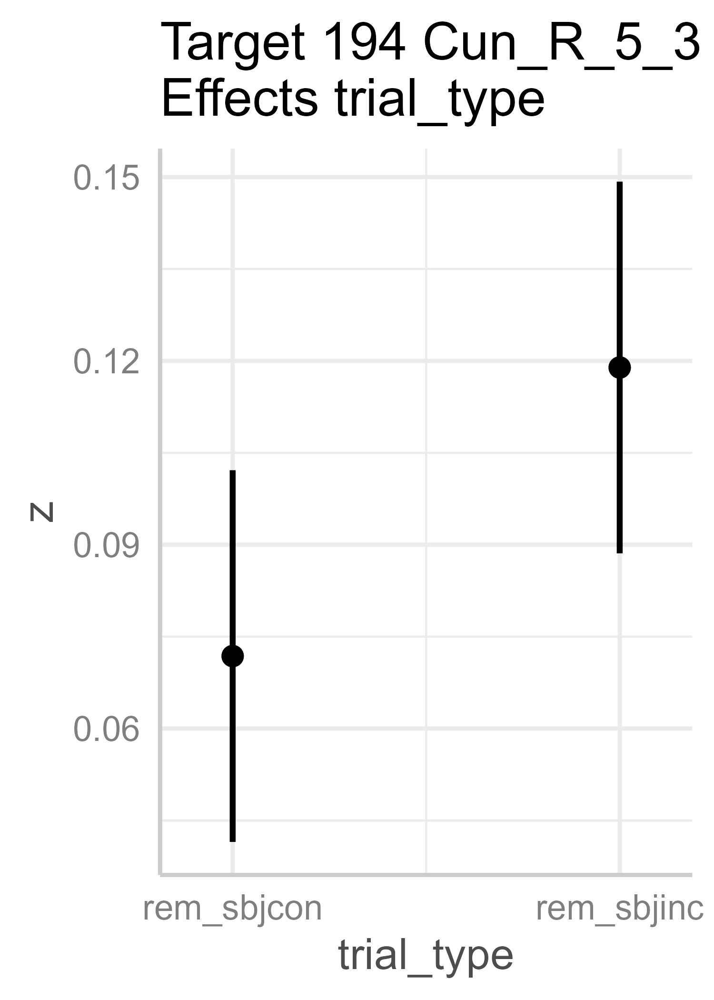 Target 194 Cun_R_5_3
Effects trial_type
0.15
0.12
0.09
0.06
z
rem_sbjcon
rem_sbjinc
trial_type